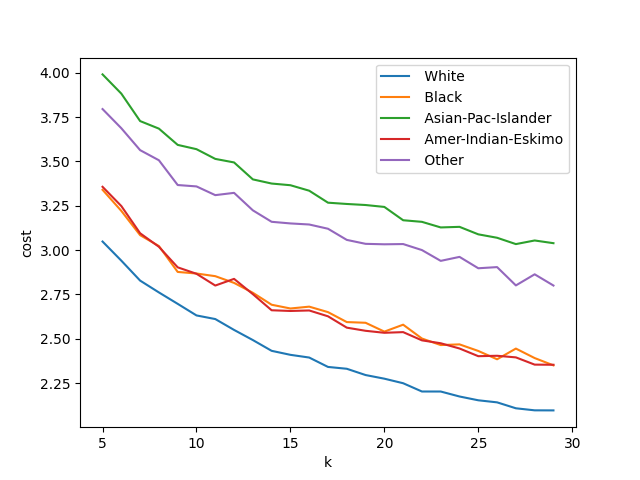 White
Black
Asian-Pac-Islander
Amer-Indian-Eskimo
Other
4.00
3.75
3.50
3.25
3.00
2.75
2.50
2.25
cost
5 10 15 20 25 30
k